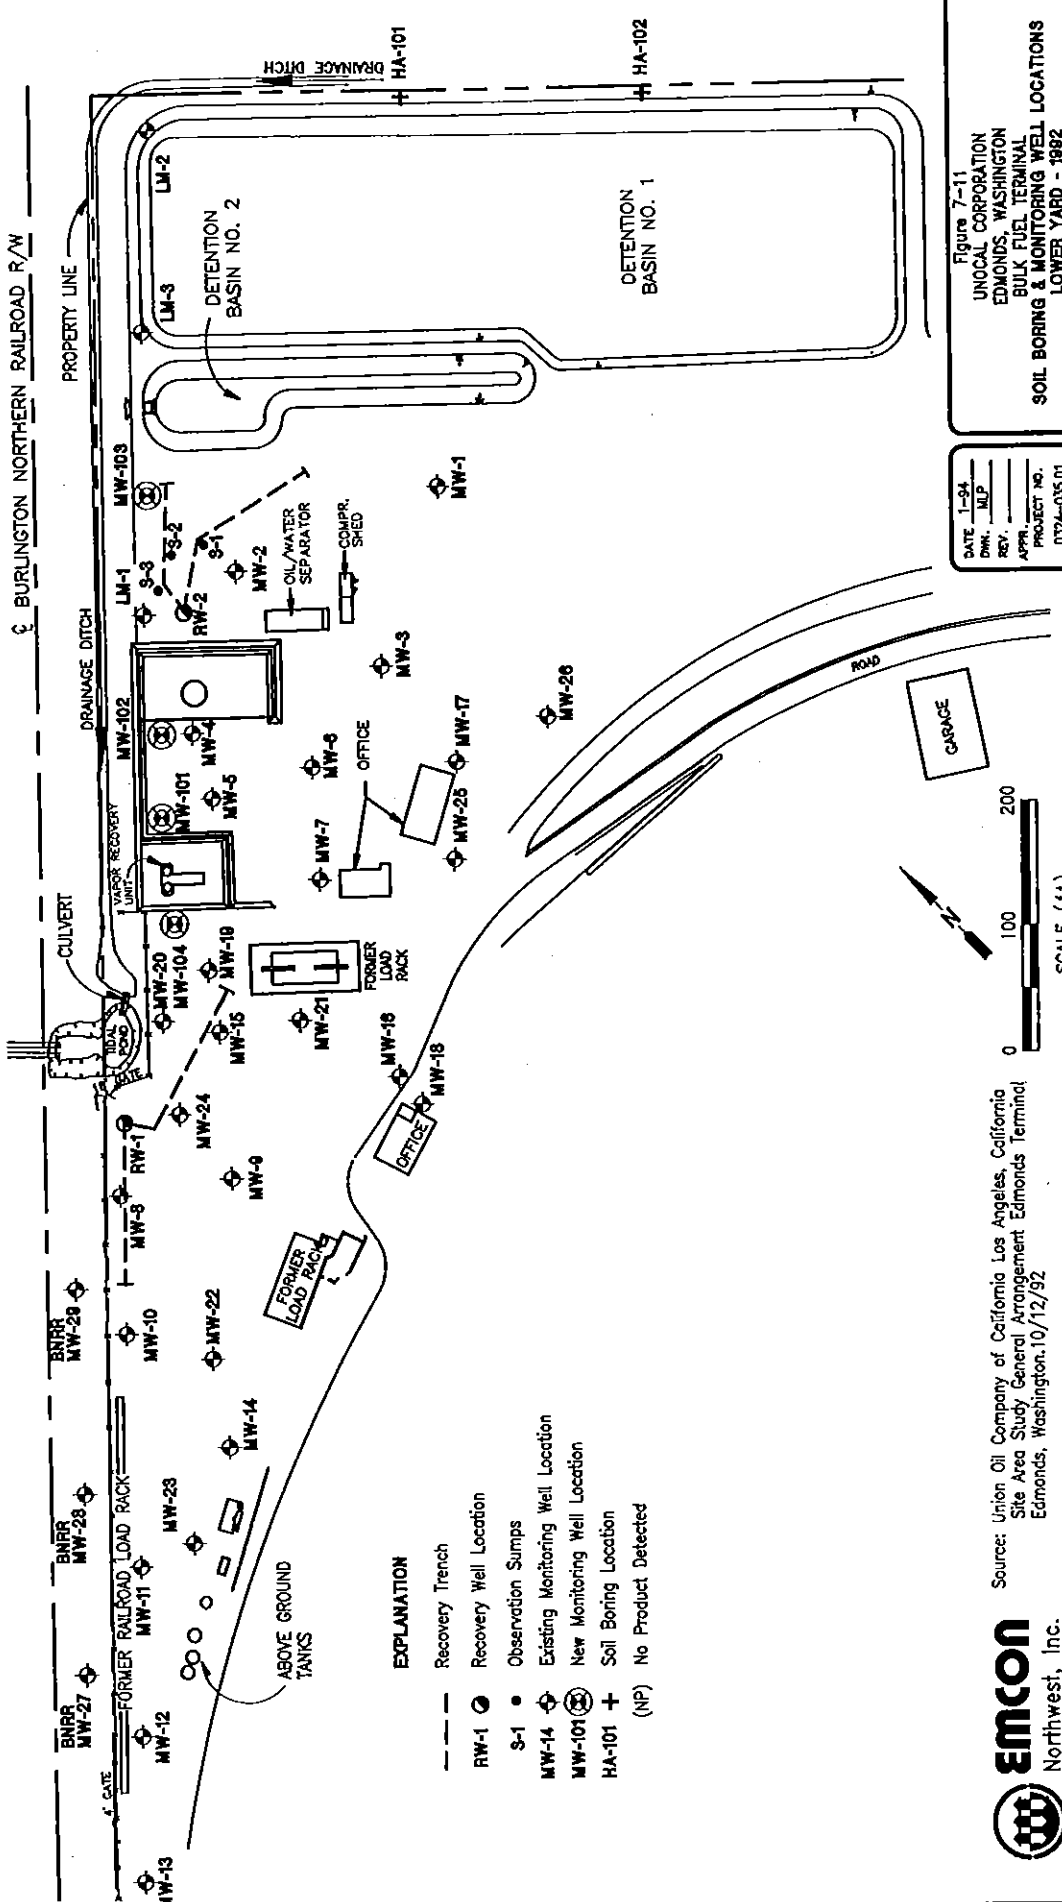 ℄ BURLINGTON NORTHERN RAILROAD R/W
PROPERTY LINE
DRAINAGE DITCH
DRAINAGE DITCH
HA-101
HA-102
LM-2
LM-3
DETENTION
BASIN NO. 2
DETENTION
BASIN NO. 1
MW-103
LM-1
S-3
S-2
S-1
RW-2
MW-2
MW-1
OIL/WATER
SEPARATOR
COMPR.
SHED
MW-3
MW-102
MW-4
MW-101
MW-5
MW-6
MW-7
OFFICE
MW-17
MW-25
MW-26
ROAD
GARAGE
VAPOR RECOVERY
UNIT
CULVERT
TIDAL
POND
GATE
MW-20
MW-104
MW-19
FORMER
LOAD
RACK
MW-15
MW-21
MW-16
MW-18
OFFICE
MW-24
RW-1
MW-8
MW-9
FORMER
LOAD RACK
BNRR
MW-29
MW-10
MW-22
MW-14
BNRR
MW-28
MW-23
MW-11
FORMER RAILROAD LOAD RACK
BNRR
MW-27
MW-12
4' GATE
MW-13
ABOVE GROUND
TANKS
EXPLANATION
Recovery Trench
RW-1 Recovery Well Location
S-1 Observation Sumps
MW-14 Existing Monitoring Well Location
MW-101 New Monitoring Well Location
HA-101 Soil Boring Location
(NP) No Product Detected
N
0 100 200
SCALE (ft)
Source: Union Oil Company of California Los Angeles, California
Site Area Study General Arrangement Edmonds Terminal
Edmonds, Washington. 10/12/92
emcon
Northwest, Inc.
DATE 1-94
DWN. MLP
REV.
APPR.
PROJECT NO.
0324-035.01
Figure 7-11
UNOCAL CORPORATION
EDMONDS, WASHINGTON
BULK FUEL TERMINAL
SOIL BORING & MONITORING WELL LOCATIONS
LOWER YARD - 1992